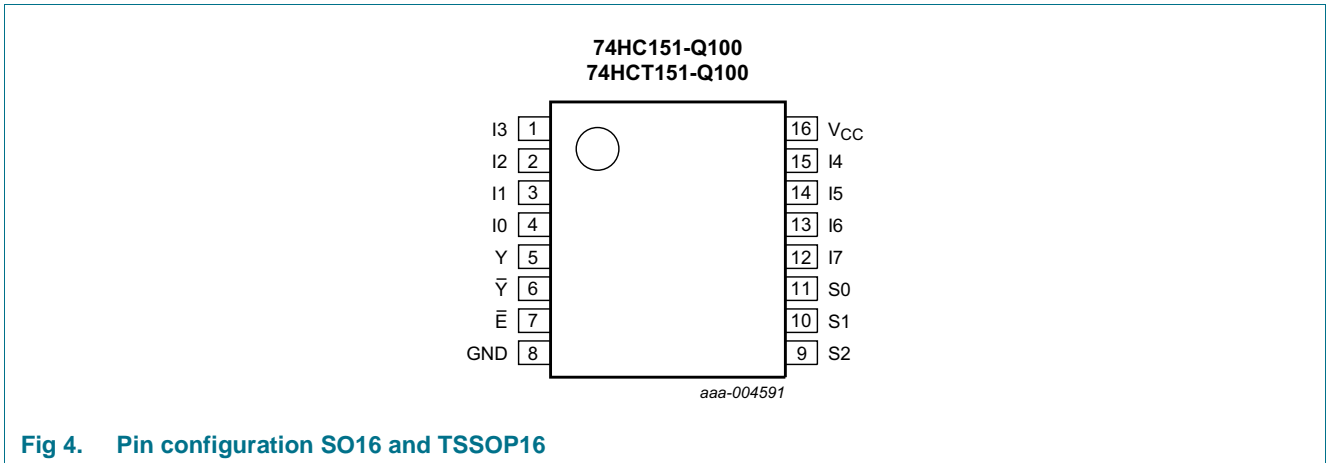 74HC151-Q100
74HCT151-Q100
I3 1
16 VCC
I2 2
15 I4
I1 3
14 I5
I0 4
13 I6
Y 5
12 I7
Y̅ 6
11 S0
E̅ 7
10 S1
GND 8
9 S2
aaa-004591
Fig 4. Pin configuration SO16 and TSSOP16